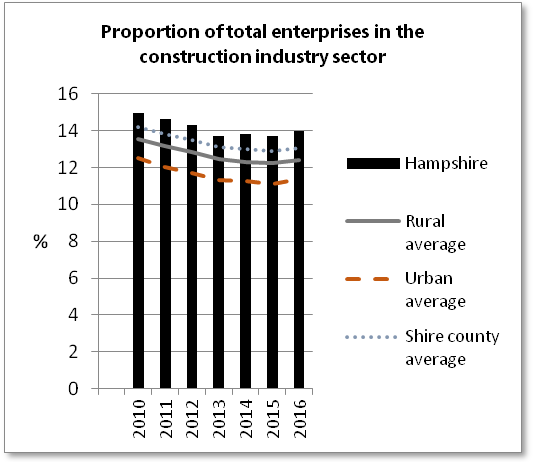 Proportion of total enterprises in the
construction industry sector
16
14
12
10
8
6
4
2
0
%
2010
2011
2012
2013
2014
2015
2016
Hampshire
Rural
average
Urban
average
Shire county
average